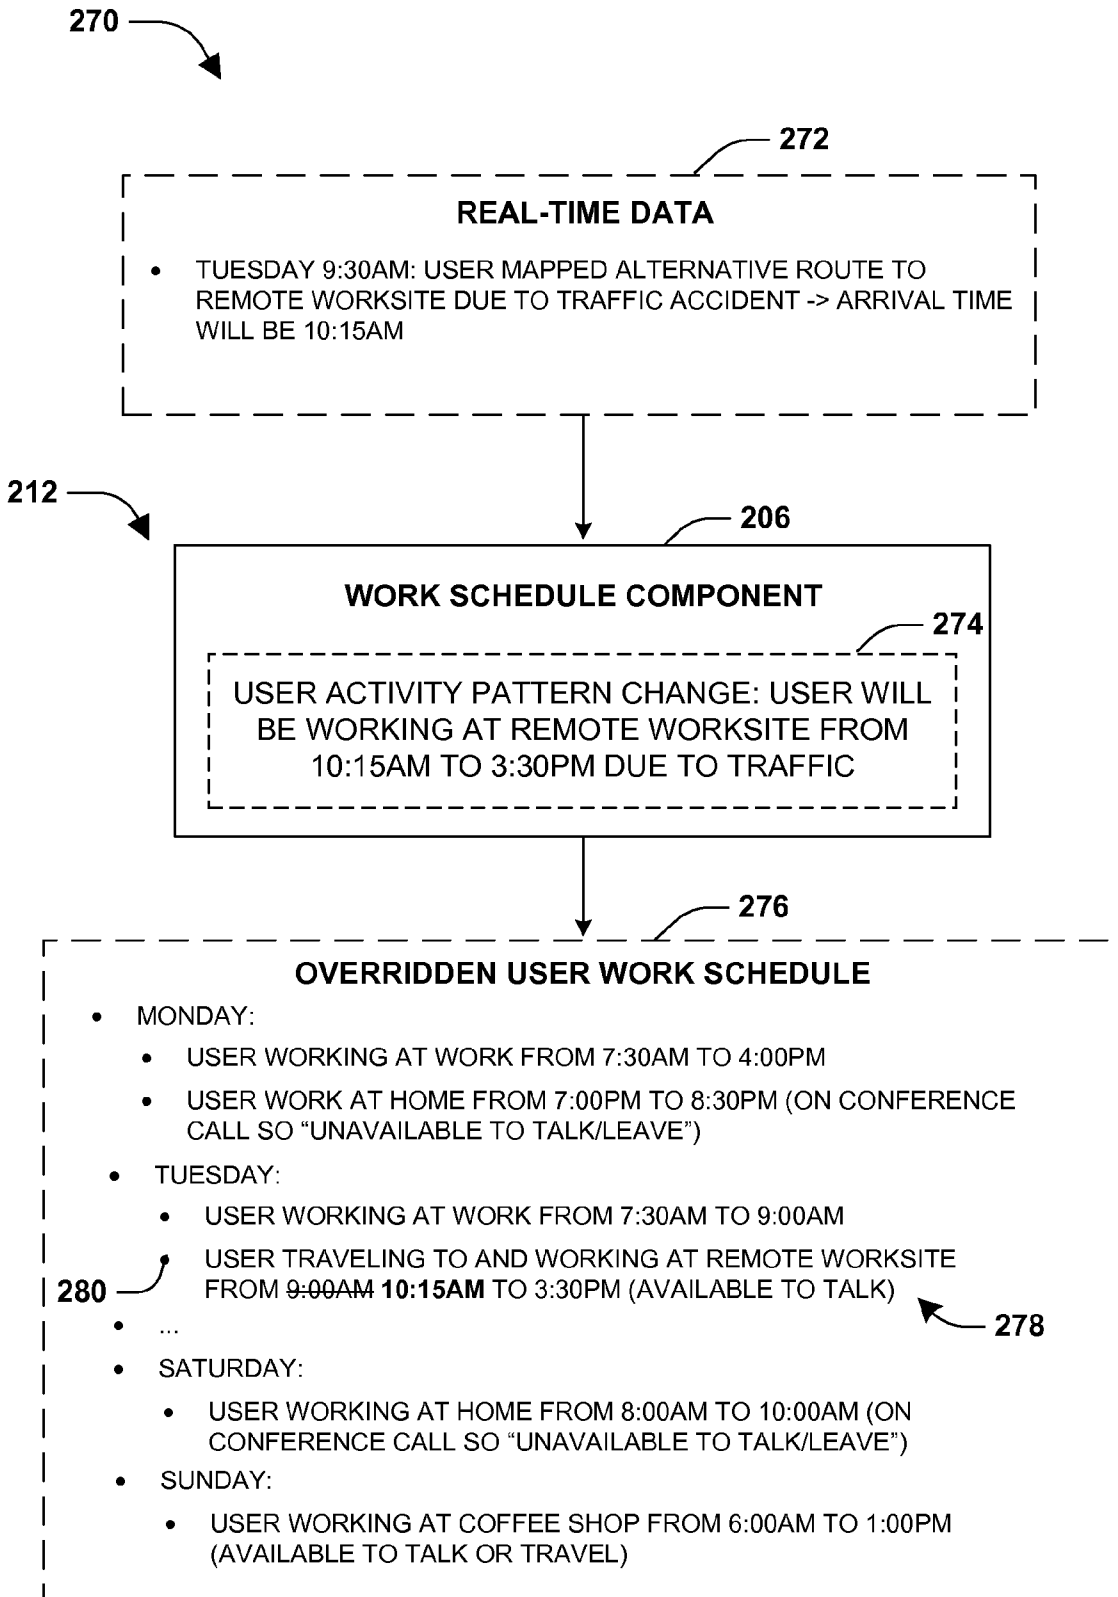 270
272
REAL-TIME DATA
• TUESDAY 9:30AM: USER MAPPED ALTERNATIVE ROUTE TO
REMOTE WORKSITE DUE TO TRAFFIC ACCIDENT -> ARRIVAL TIME
WILL BE 10:15AM
212
206
WORK SCHEDULE COMPONENT
274
USER ACTIVITY PATTERN CHANGE: USER WILL
BE WORKING AT REMOTE WORKSITE FROM
10:15AM TO 3:30PM DUE TO TRAFFIC
276
OVERRIDDEN USER WORK SCHEDULE
• MONDAY:
• USER WORKING AT WORK FROM 7:30AM TO 4:00PM
• USER WORK AT HOME FROM 7:00PM TO 8:30PM (ON CONFERENCE
CALL SO “UNAVAILABLE TO TALK/LEAVE”)
• TUESDAY:
• USER WORKING AT WORK FROM 7:30AM TO 9:00AM
• USER TRAVELING TO AND WORKING AT REMOTE WORKSITE
FROM 9:00AM 10:15AM TO 3:30PM (AVAILABLE TO TALK)
280
278
• ...
• SATURDAY:
• USER WORKING AT HOME FROM 8:00AM TO 10:00AM (ON
CONFERENCE CALL SO “UNAVAILABLE TO TALK/LEAVE”)
• SUNDAY:
• USER WORKING AT COFFEE SHOP FROM 6:00AM TO 1:00PM
(AVAILABLE TO TALK OR TRAVEL)